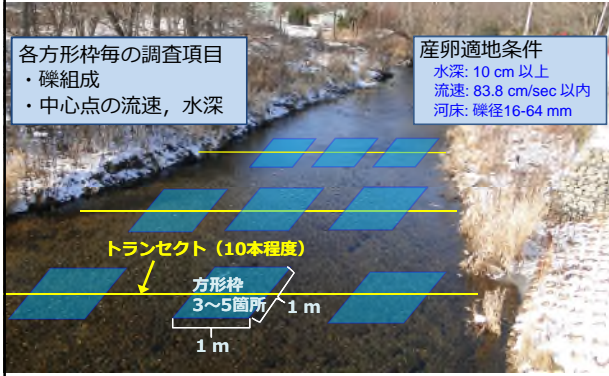 各方形枠毎の調査項目
・礫組成
・中心点の流速，水深
産卵適地条件
水深: 10 cm 以上
流速: 83.8 cm/sec 以内
河床: 礫径16-64 mm
トランセクト（10本程度）
方形枠
3～5箇所
1 m
1 m